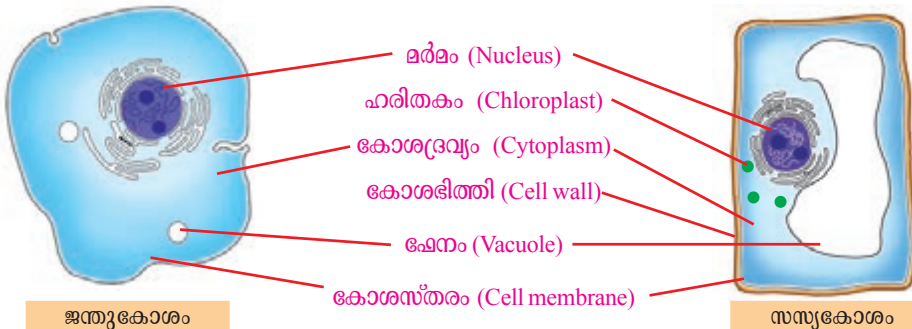 മർമം (Nucleus)
ഹരിതകം (Chloroplast)
കോശദ്രവ്യം (Cytoplasm)
കോശഭിത്തി (Cell wall)
ഫേനം (Vacuole)
കോശസ്തരം (Cell membrane)
ജന്തുകോശം
സസ്യകോശം